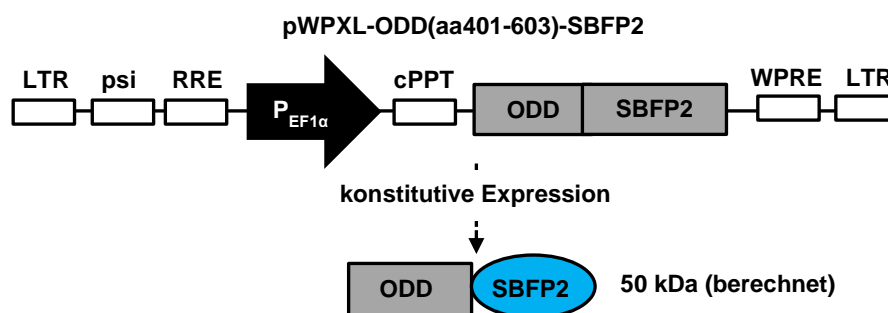 pWPXL-ODD(aa401-603)-SBFP2
LTR psi RRE cPPT WPRE LTR
PEF1α ODD SBFP2
konstitutive Expression
ODD SBFP2 50 kDa (berechnet)